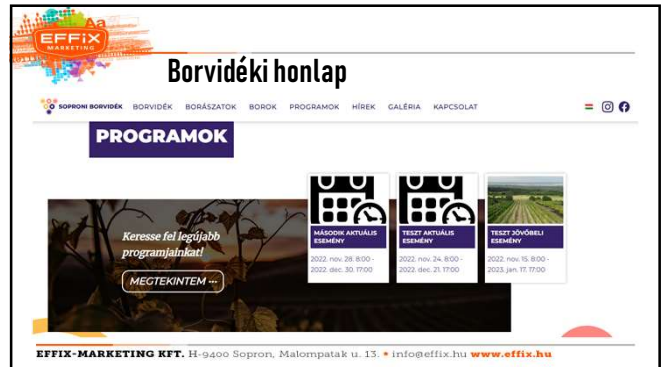 Aa
EFFIX
MARKETING
Borvidéki honlap
SOPRONI BORVIDÉK BORVIDÉK BORÁSZATOK BOROK PROGRAMOK HÍREK GALÉRIA KAPCSOLAT
PROGRAMOK
Keresse fel legújabb
programjainkat!
MEGTEKINTEM ···
MÁSODIK AKTUÁLIS
ESEMÉNY
2022. nov. 28. 8:00 -
2022. dec. 30. 17:00
TESZT AKTUÁLIS
ESEMÉNY
2022. nov. 24. 8:00 -
2022. dec. 21. 17:00
TESZT JÖVŐBELI
ESEMÉNY
2022. nov. 15. 8:00 -
2023. jan. 17. 17:00
EFFIX-MARKETING KFT. H-9400 Sopron, Malompatak u. 13. • info@effix.hu www.effix.hu